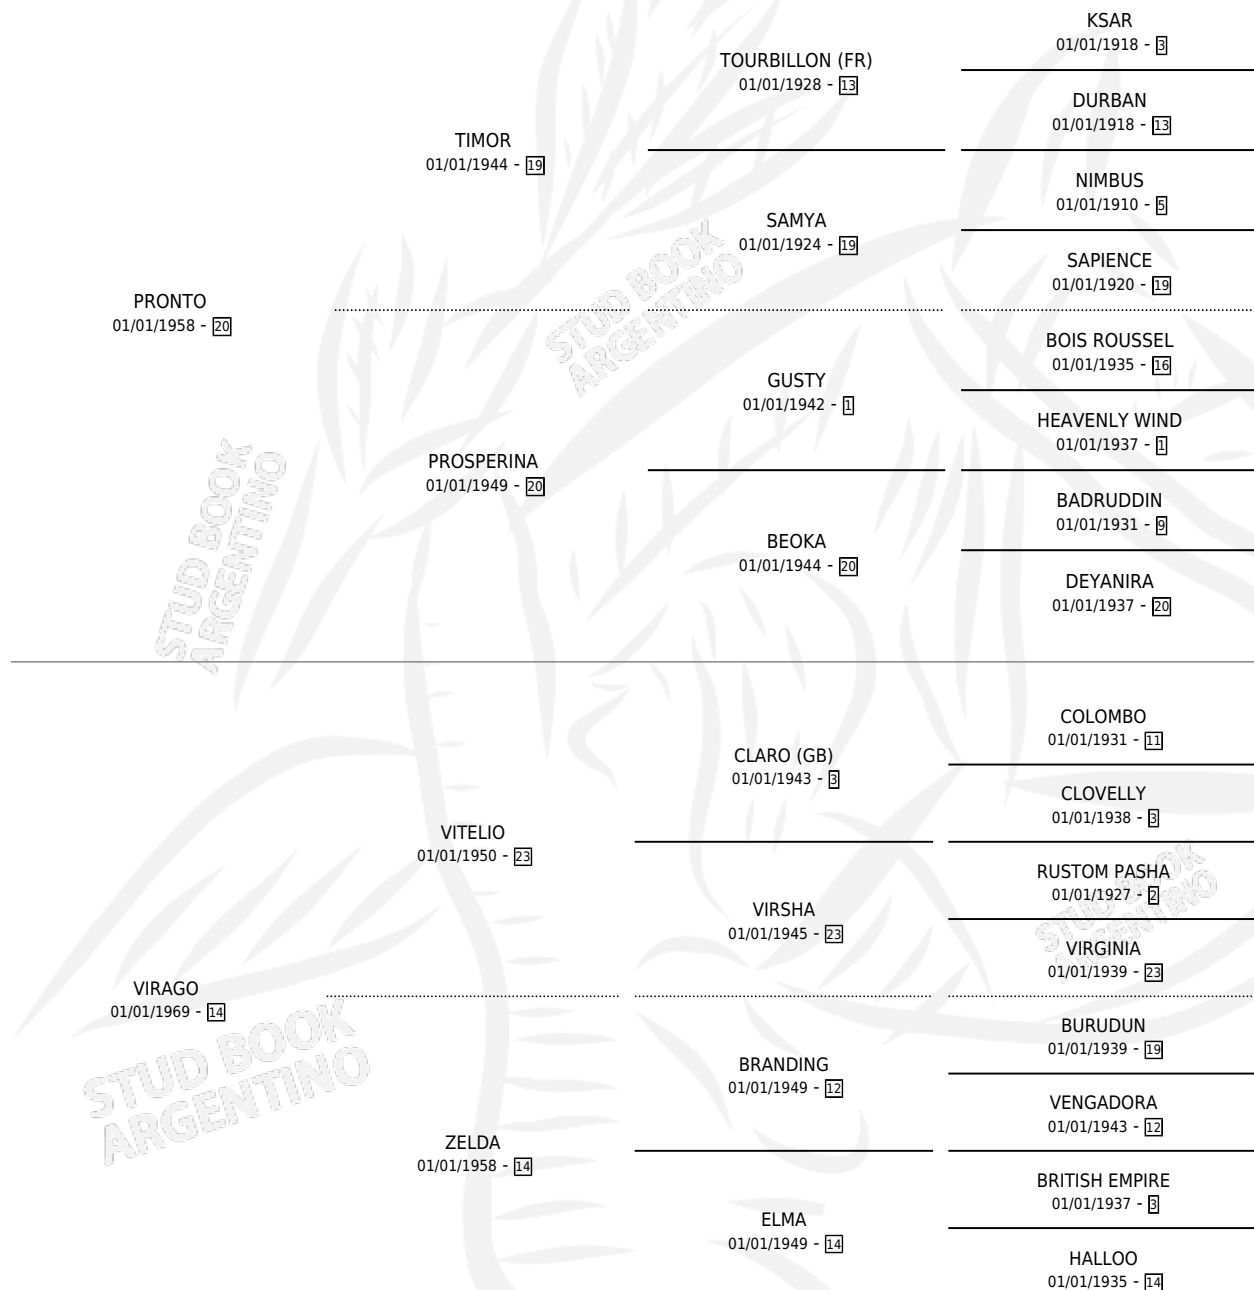 KSAR
01/01/1918 - 3
TOURBILLON (FR)
01/01/1928 - 13
DURBAN
01/01/1918 - 13
TIMOR
01/01/1944 - 19
NIMBUS
01/01/1910 - 5
SAMYA
01/01/1924 - 19
SAPIENCE
01/01/1920 - 19
PRONTO
01/01/1958 - 20
BOIS ROUSSEL
01/01/1935 - 16
GUSTY
01/01/1942 - 1
HEAVENLY WIND
01/01/1937 - 1
PROSPERINA
01/01/1949 - 20
BADRUDDIN
01/01/1931 - 9
BEOKA
01/01/1944 - 20
DEYANIRA
01/01/1937 - 20
COLOMBO
01/01/1931 - 11
CLARO (GB)
01/01/1943 - 3
CLOVELLY
01/01/1938 - 3
VITELIO
01/01/1950 - 23
RUSTOM PASHA
01/01/1927 - 2
VIRSHA
01/01/1945 - 23
VIRGINIA
01/01/1939 - 23
VIRAGO
01/01/1969 - 14
BURUDUN
01/01/1939 - 19
BRANDING
01/01/1949 - 12
VENGADORA
01/01/1943 - 12
ZELDA
01/01/1958 - 14
BRITISH EMPIRE
01/01/1937 - 3
ELMA
01/01/1949 - 14
HALLOO
01/01/1935 - 14
STUD BOOK
ARGENTINO
STUD BOOK
ARGENTINO
STUD BOOK
ARGENTINO
STUD BOOK
ARGENTINO